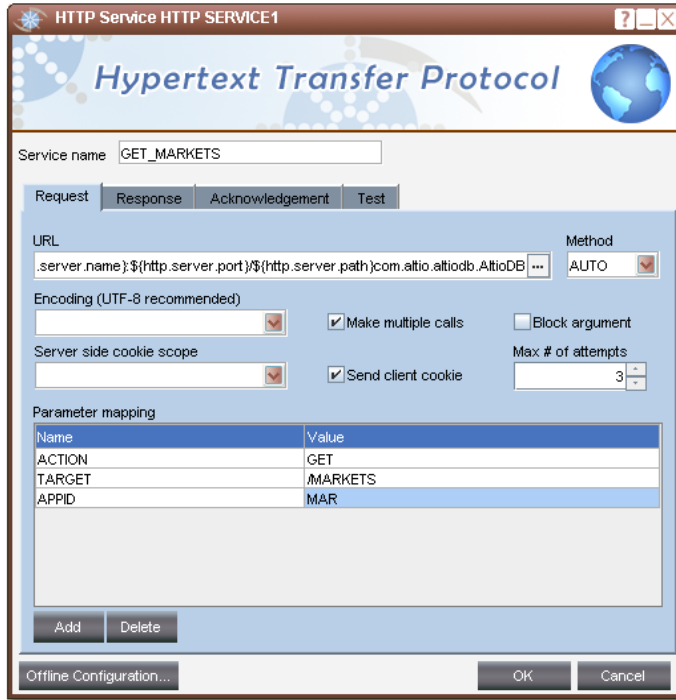 HTTP Service HTTP SERVICE1
Hypertext Transfer Protocol
Service name GET_MARKETS
Request Response Acknowledgement Test
URL Method
.server.name}:${http.server.port}/${http.server.path}com.altio.altiodb.AltioDB ... AUTO
Encoding (UTF-8 recommended)
Make multiple calls Block argument
Server side cookie scope Max # of attempts
Send client cookie 3
Parameter mapping
Name Value
ACTION GET
TARGET /MARKETS
APPID MAR
Add Delete
Offline Configuration... OK Cancel